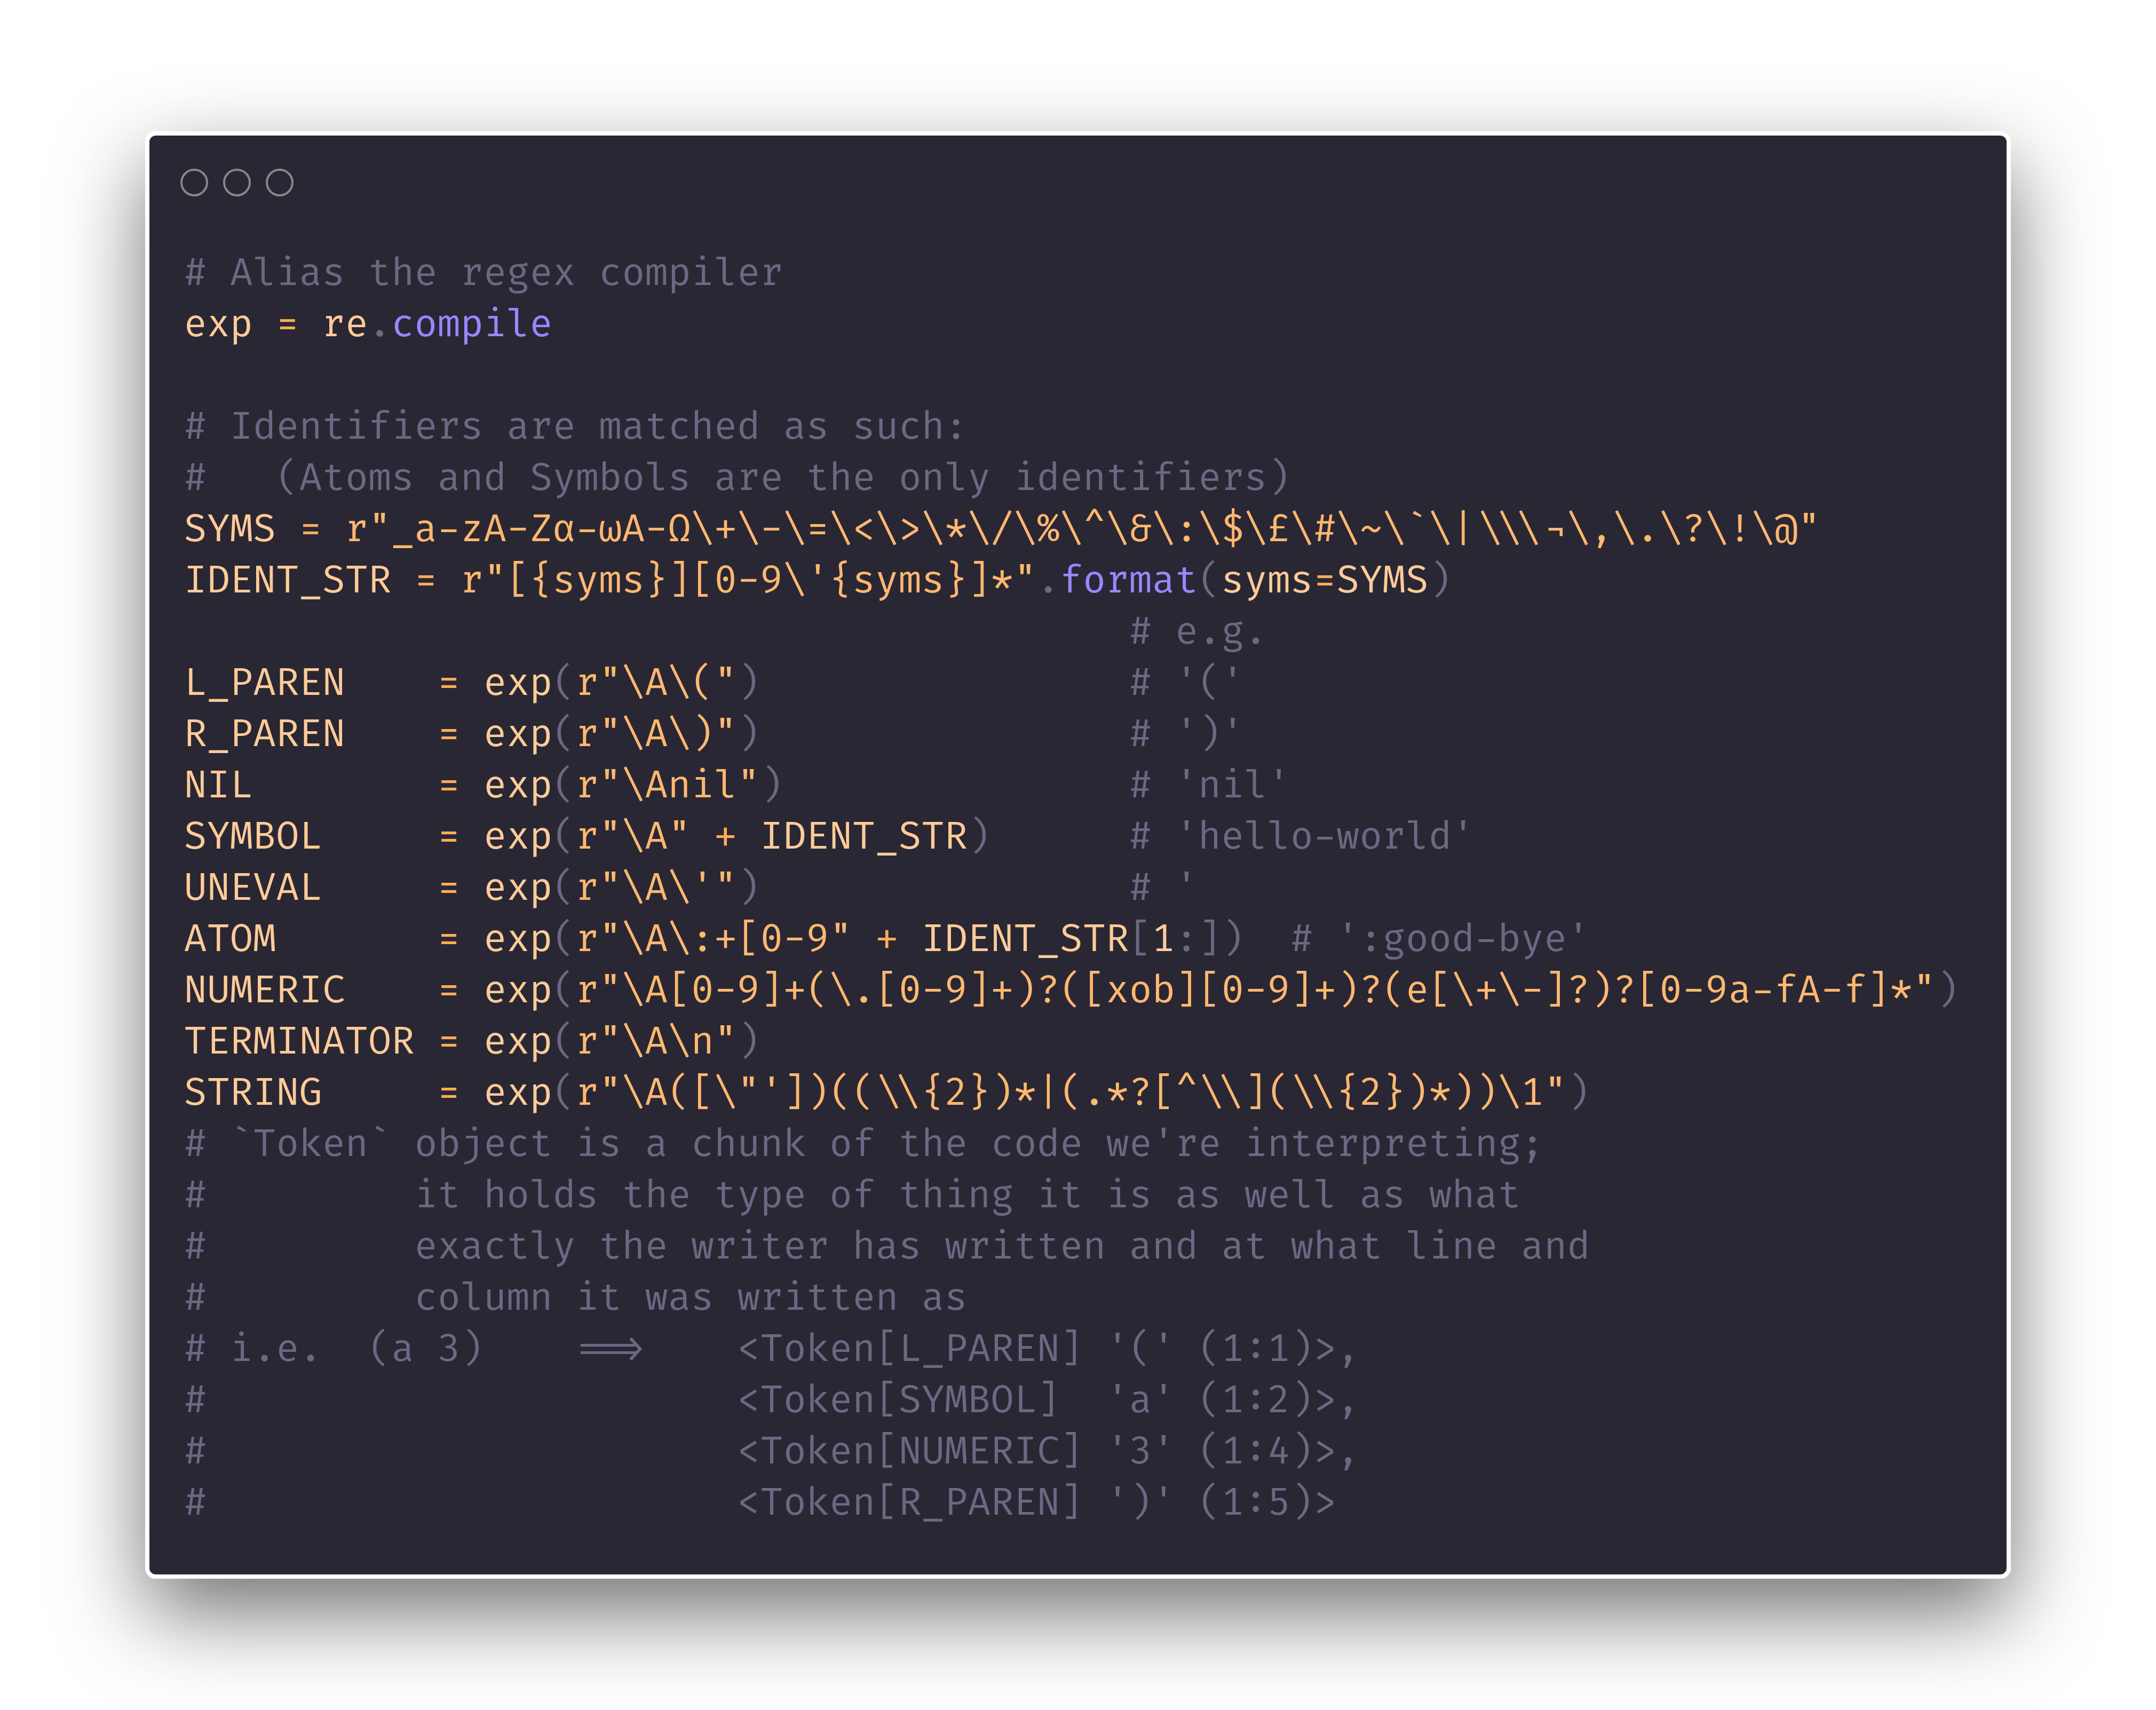 # Alias the regex compiler
exp = re.compile

# Identifiers are matched as such:
#   (Atoms and Symbols are the only identifiers)
SYMS = r"_a-zA-Zα-ωΑ-Ω\+\-\=\<\>\*\/\%\^\&\:\$\£\#\~\`\|\\\¬\,\.\?\!\@"
IDENT_STR = r"[{syms}][0-9\'{syms}]*".format(syms=SYMS)
                                         # e.g.
L_PAREN    = exp(r"\A\(")                # '('
R_PAREN    = exp(r"\A\)")                # ')'
NIL        = exp(r"\Anil")               # 'nil'
SYMBOL     = exp(r"\A" + IDENT_STR)      # 'hello-world'
UNEVAL     = exp(r"\A\'")                # '
ATOM       = exp(r"\A\:+[0-9" + IDENT_STR[1:])  # ':good-bye'
NUMERIC    = exp(r"\A[0-9]+(\.[0-9]+)?([xob][0-9]+)?(e[\+\-]?)?[0-9a-fA-f]*")
TERMINATOR = exp(r"\A\n")
STRING     = exp(r"\A([\"'])((\\{2})*|(.*?[^\\](\\{2})*))\1")
# `Token` object is a chunk of the code we're interpreting;
#         it holds the type of thing it is as well as what
#         exactly the writer has written and at what line and
#         column it was written as
# i.e.  (a 3)    ==>    <Token[L_PAREN] '(' (1:1)>,
#                       <Token[SYMBOL]  'a' (1:2)>,
#                       <Token[NUMERIC] '3' (1:4)>,
#                       <Token[R_PAREN] ')' (1:5)>